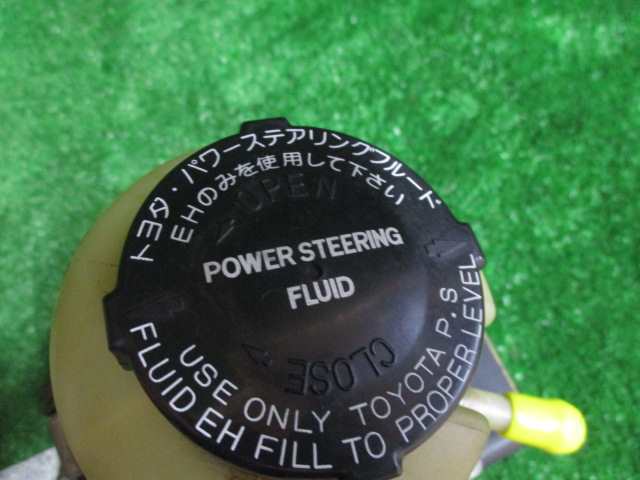 トヨタ・パワーステアリングフルード
EHのみを使用して下さい
OPEN
POWER STEERING
FLUID
CLOSE
USE ONLY TOYOTA P.S
FLUID EH FILL TO PROPER LEVEL